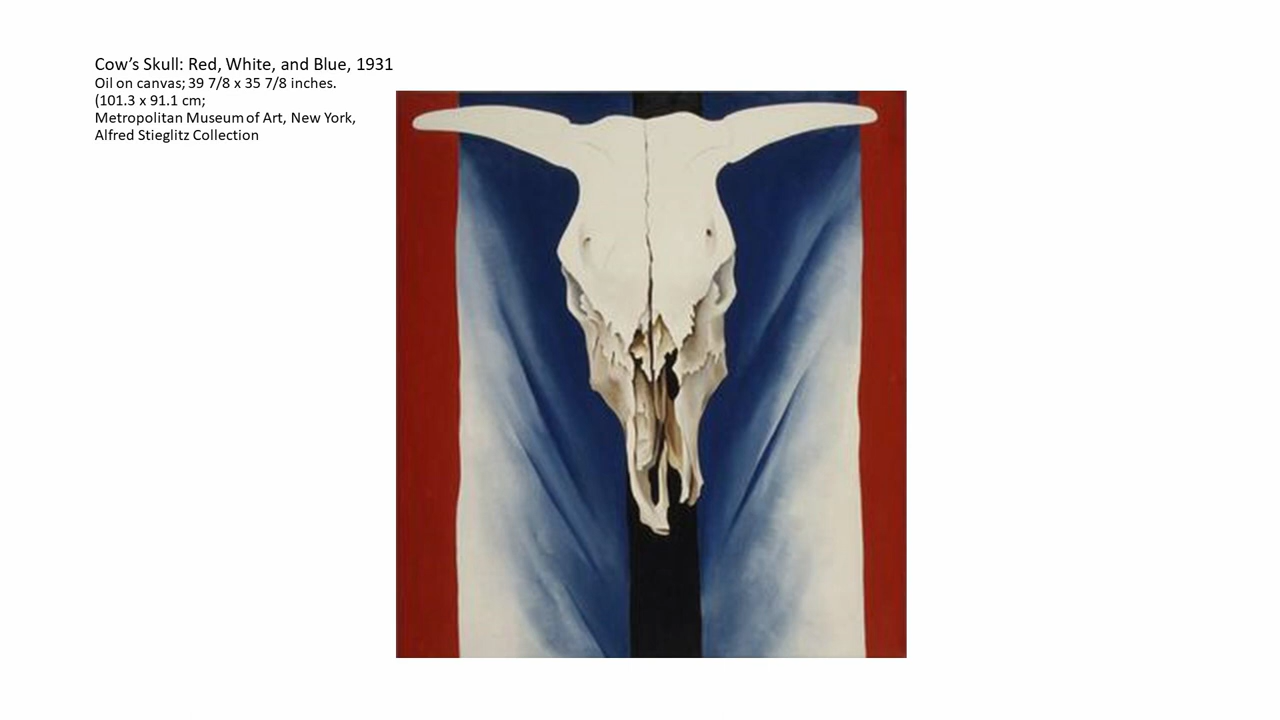 Cow’s Skull: Red, White, and Blue, 1931
Oil on canvas; 39 7/8 x 35 7/8 inches.
(101.3 x 91.1 cm;
Metropolitan Museum of Art, New York,
Alfred Stieglitz Collection